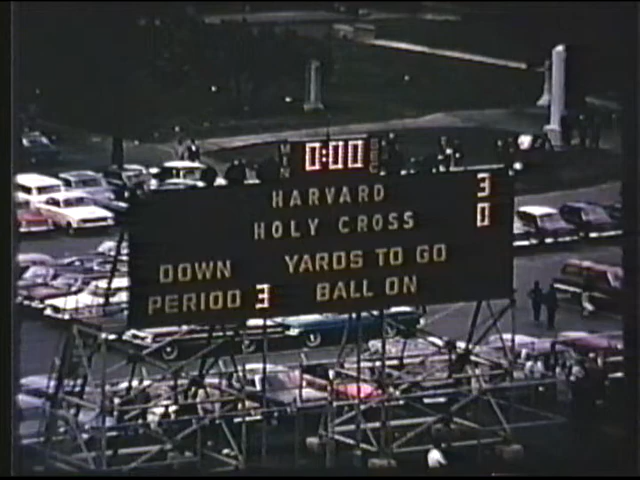 MIN 0:00 SEC
HARVARD 3
HOLY CROSS 0
DOWN YARDS TO GO
PERIOD 3 BALL ON